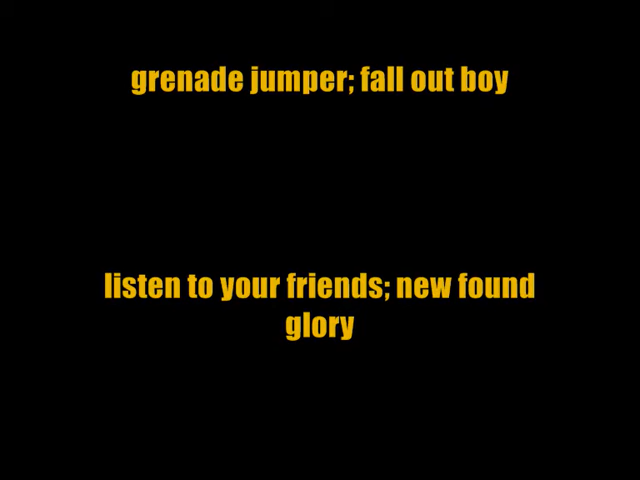 grenade jumper; fall out boy
listen to your friends; new found
glory